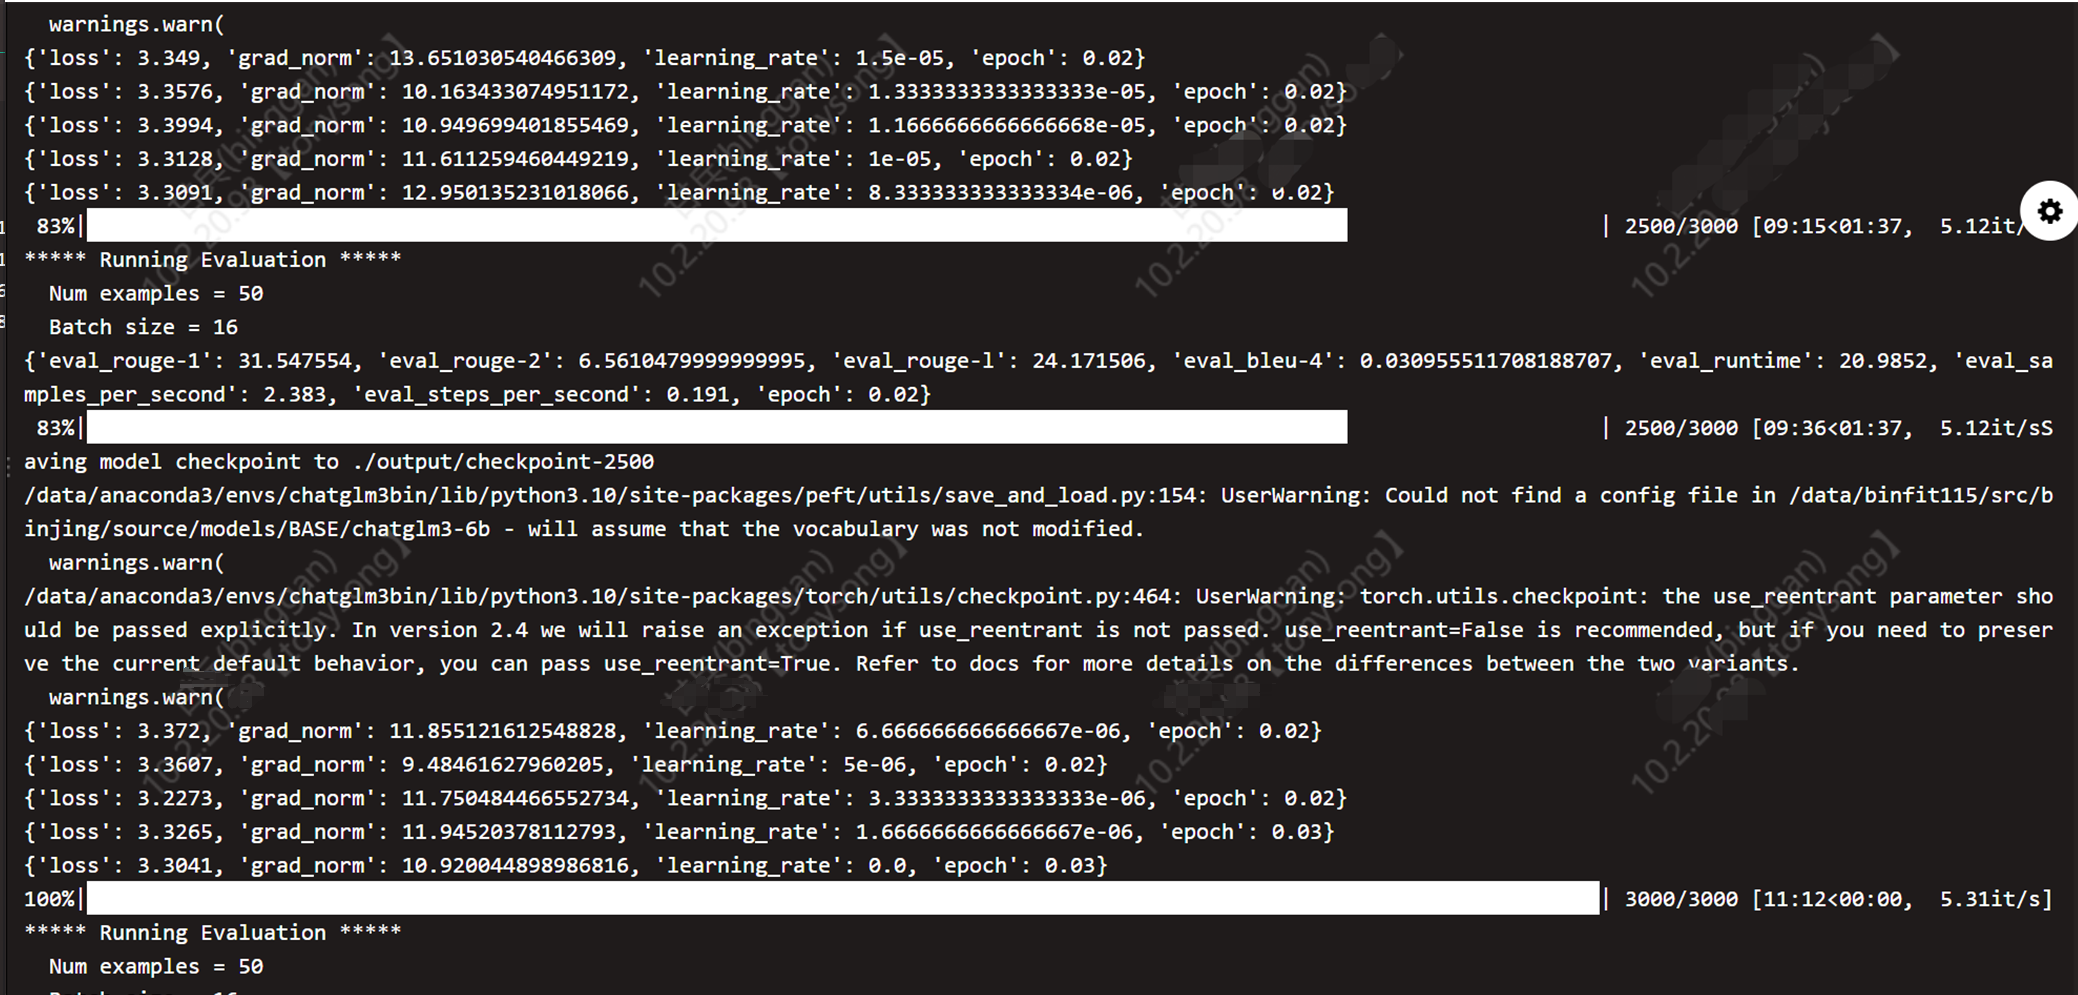 warnings.warn(
{'loss': 3.349, 'grad_norm': 13.651030540466309, 'learning_rate': 1.5e-05, 'epoch': 0.02}
{'loss': 3.3576, 'grad_norm': 10.163433074951172, 'learning_rate': 1.3333333333333333e-05, 'epoch': 0.02}
{'loss': 3.3994, 'grad_norm': 10.949699401855469, 'learning_rate': 1.1666666666666668e-05, 'epoch': 0.02}
{'loss': 3.3128, 'grad_norm': 11.611259460449219, 'learning_rate': 1e-05, 'epoch': 0.02}
{'loss': 3.3091, 'grad_norm': 12.950135231018066, 'learning_rate': 8.333333333333334e-06, 'epoch': 0.02}
83%| | 2500/3000 [09:15<01:37, 5.12it/
***** Running Evaluation *****
Num examples = 50
Batch size = 16
{'eval_rouge-1': 31.547554, 'eval_rouge-2': 6.5610479999999995, 'eval_rouge-l': 24.171506, 'eval_bleu-4': 0.030955511708188707, 'eval_runtime': 20.9852, 'eval_sa
mples_per_second': 2.383, 'eval_steps_per_second': 0.191, 'epoch': 0.02}
83%| | 2500/3000 [09:36<01:37, 5.12it/sS
aving model checkpoint to ./output/checkpoint-2500
/data/anaconda3/envs/chatglm3bin/lib/python3.10/site-packages/peft/utils/save_and_load.py:154: UserWarning: Could not find a config file in /data/binfit115/src/b
injing/source/models/BASE/chatglm3-6b - will assume that the vocabulary was not modified.
warnings.warn(
/data/anaconda3/envs/chatglm3bin/lib/python3.10/site-packages/torch/utils/checkpoint.py:464: UserWarning: torch.utils.checkpoint: the use_reentrant parameter sho
uld be passed explicitly. In version 2.4 we will raise an exception if use_reentrant is not passed. use_reentrant=False is recommended, but if you need to preser
ve the current default behavior, you can pass use_reentrant=True. Refer to docs for more details on the differences between the two variants.
warnings.warn(
{'loss': 3.372, 'grad_norm': 11.855121612548828, 'learning_rate': 6.666666666666667e-06, 'epoch': 0.02}
{'loss': 3.3607, 'grad_norm': 9.48461627960205, 'learning_rate': 5e-06, 'epoch': 0.02}
{'loss': 3.2273, 'grad_norm': 11.750484466552734, 'learning_rate': 3.3333333333333333e-06, 'epoch': 0.02}
{'loss': 3.3265, 'grad_norm': 11.94520378112793, 'learning_rate': 1.6666666666666667e-06, 'epoch': 0.03}
{'loss': 3.3041, 'grad_norm': 10.920044898986816, 'learning_rate': 0.0, 'epoch': 0.03}
100%| | 3000/3000 [11:12<00:00, 5.31it/s]
***** Running Evaluation *****
Num examples = 50